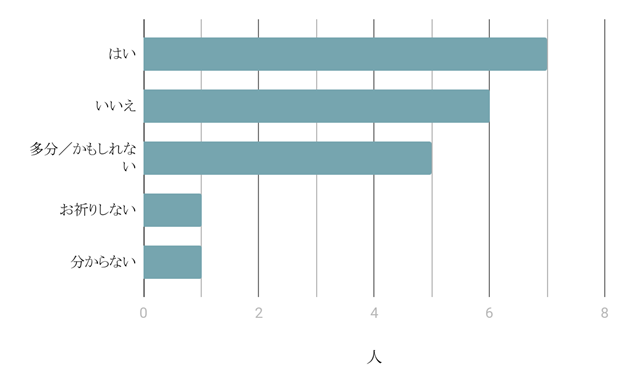 はい
いいえ
多分／かもしれな
い
お祈りしない
分からない
0 2 4 6 8
人